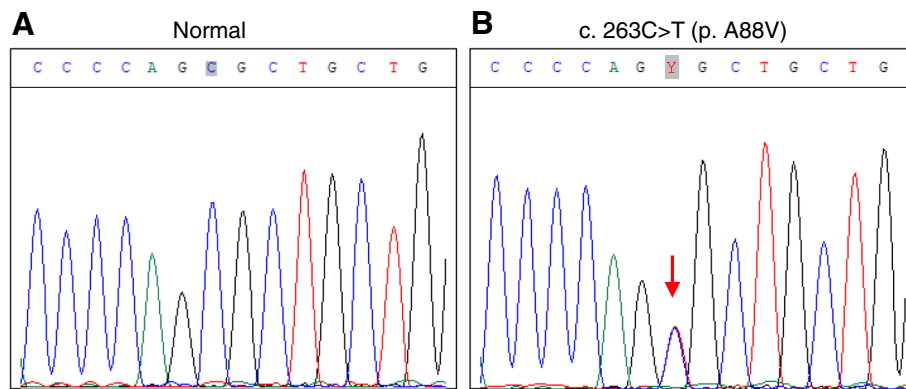 A
Normal
C C C C A G C G C T G C T G
B
c. 263C>T (p. A88V)
C C C C A G Y G C T G C T G